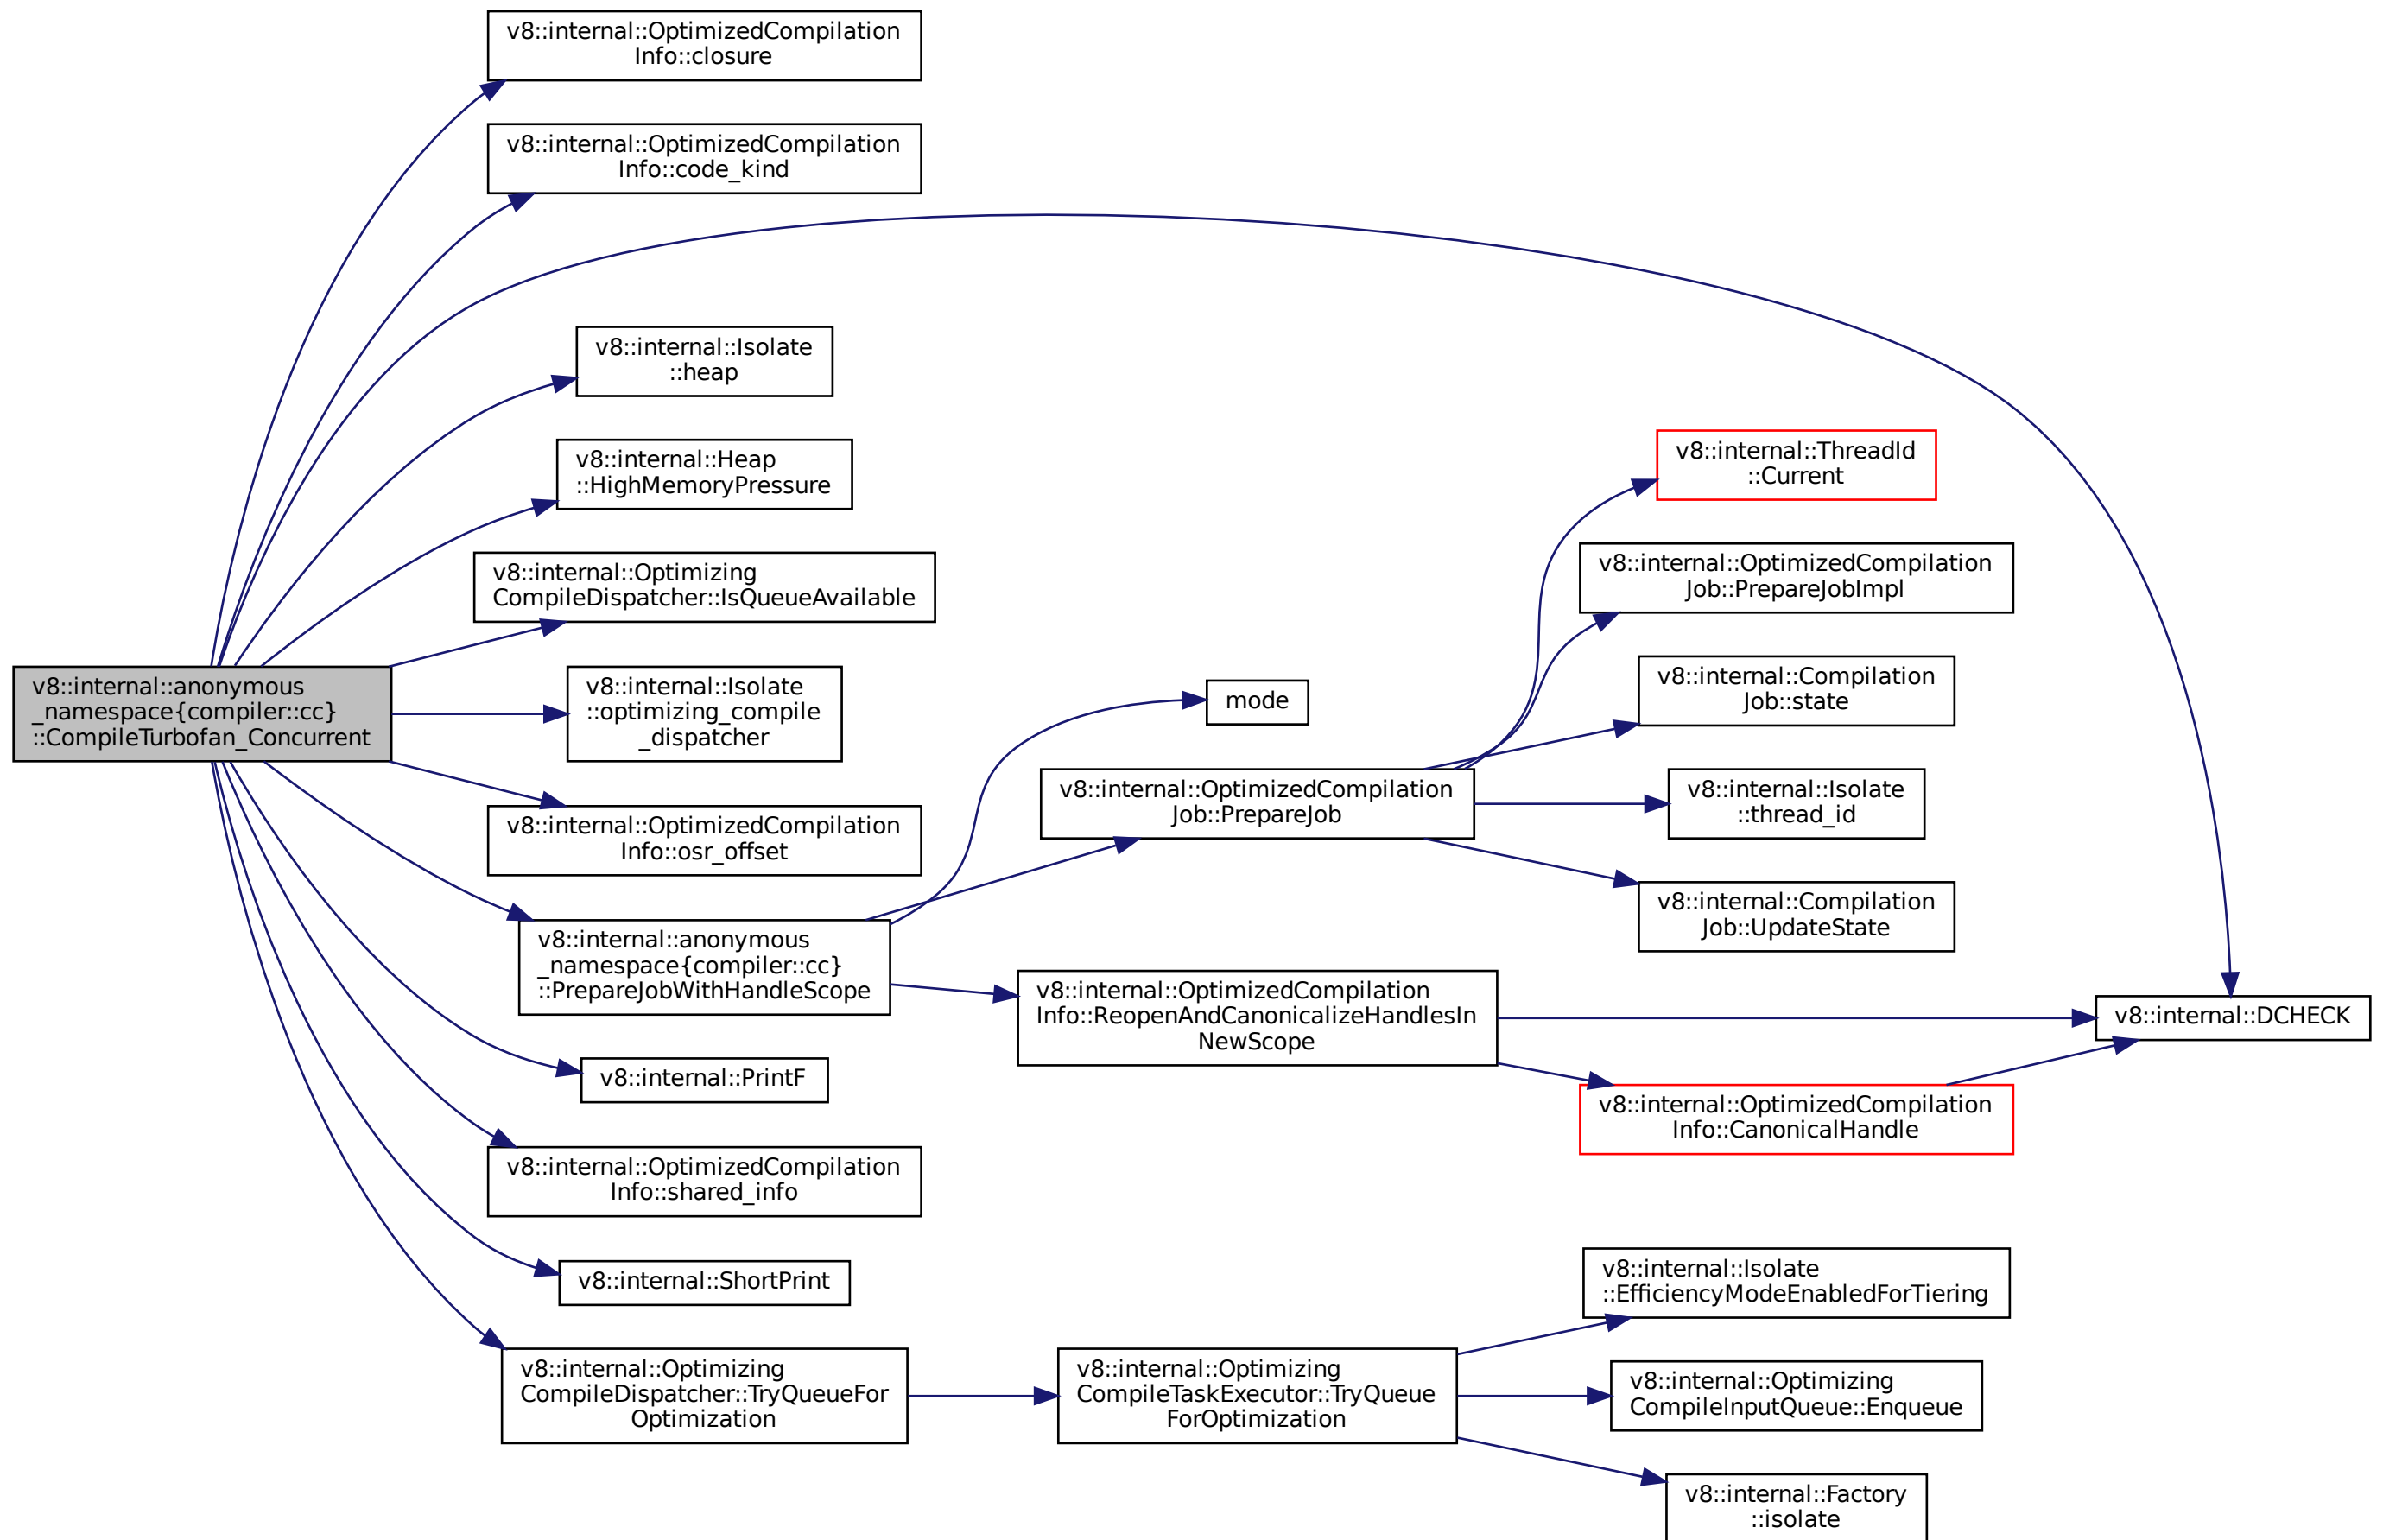 v8::internal::OptimizedCompilation
Info::closure
v8::internal::OptimizedCompilation
Info::code_kind
v8::internal::Isolate
::heap
v8::internal::Heap
::HighMemoryPressure
v8::internal::Optimizing
CompileDispatcher::IsQueueAvailable
v8::internal::anonymous
_namespace{compiler::cc}
::CompileTurbofan_Concurrent
v8::internal::Isolate
::optimizing_compile
_dispatcher
v8::internal::OptimizedCompilation
Info::osr_offset
v8::internal::anonymous
_namespace{compiler::cc}
::PrepareJobWithHandleScope
v8::internal::PrintF
v8::internal::OptimizedCompilation
Info::shared_info
v8::internal::ShortPrint
v8::internal::Optimizing
CompileDispatcher::TryQueueFor
Optimization
mode
v8::internal::OptimizedCompilation
Job::PrepareJob
v8::internal::OptimizedCompilation
Info::ReopenAndCanonicalizeHandlesIn
NewScope
v8::internal::Optimizing
CompileTaskExecutor::TryQueue
ForOptimization
v8::internal::ThreadId
::Current
v8::internal::OptimizedCompilation
Job::PrepareJobImpl
v8::internal::Compilation
Job::state
v8::internal::Isolate
::thread_id
v8::internal::Compilation
Job::UpdateState
v8::internal::DCHECK
v8::internal::OptimizedCompilation
Info::CanonicalHandle
v8::internal::Isolate
::EfficiencyModeEnabledForTiering
v8::internal::Optimizing
CompileInputQueue::Enqueue
v8::internal::Factory
::isolate